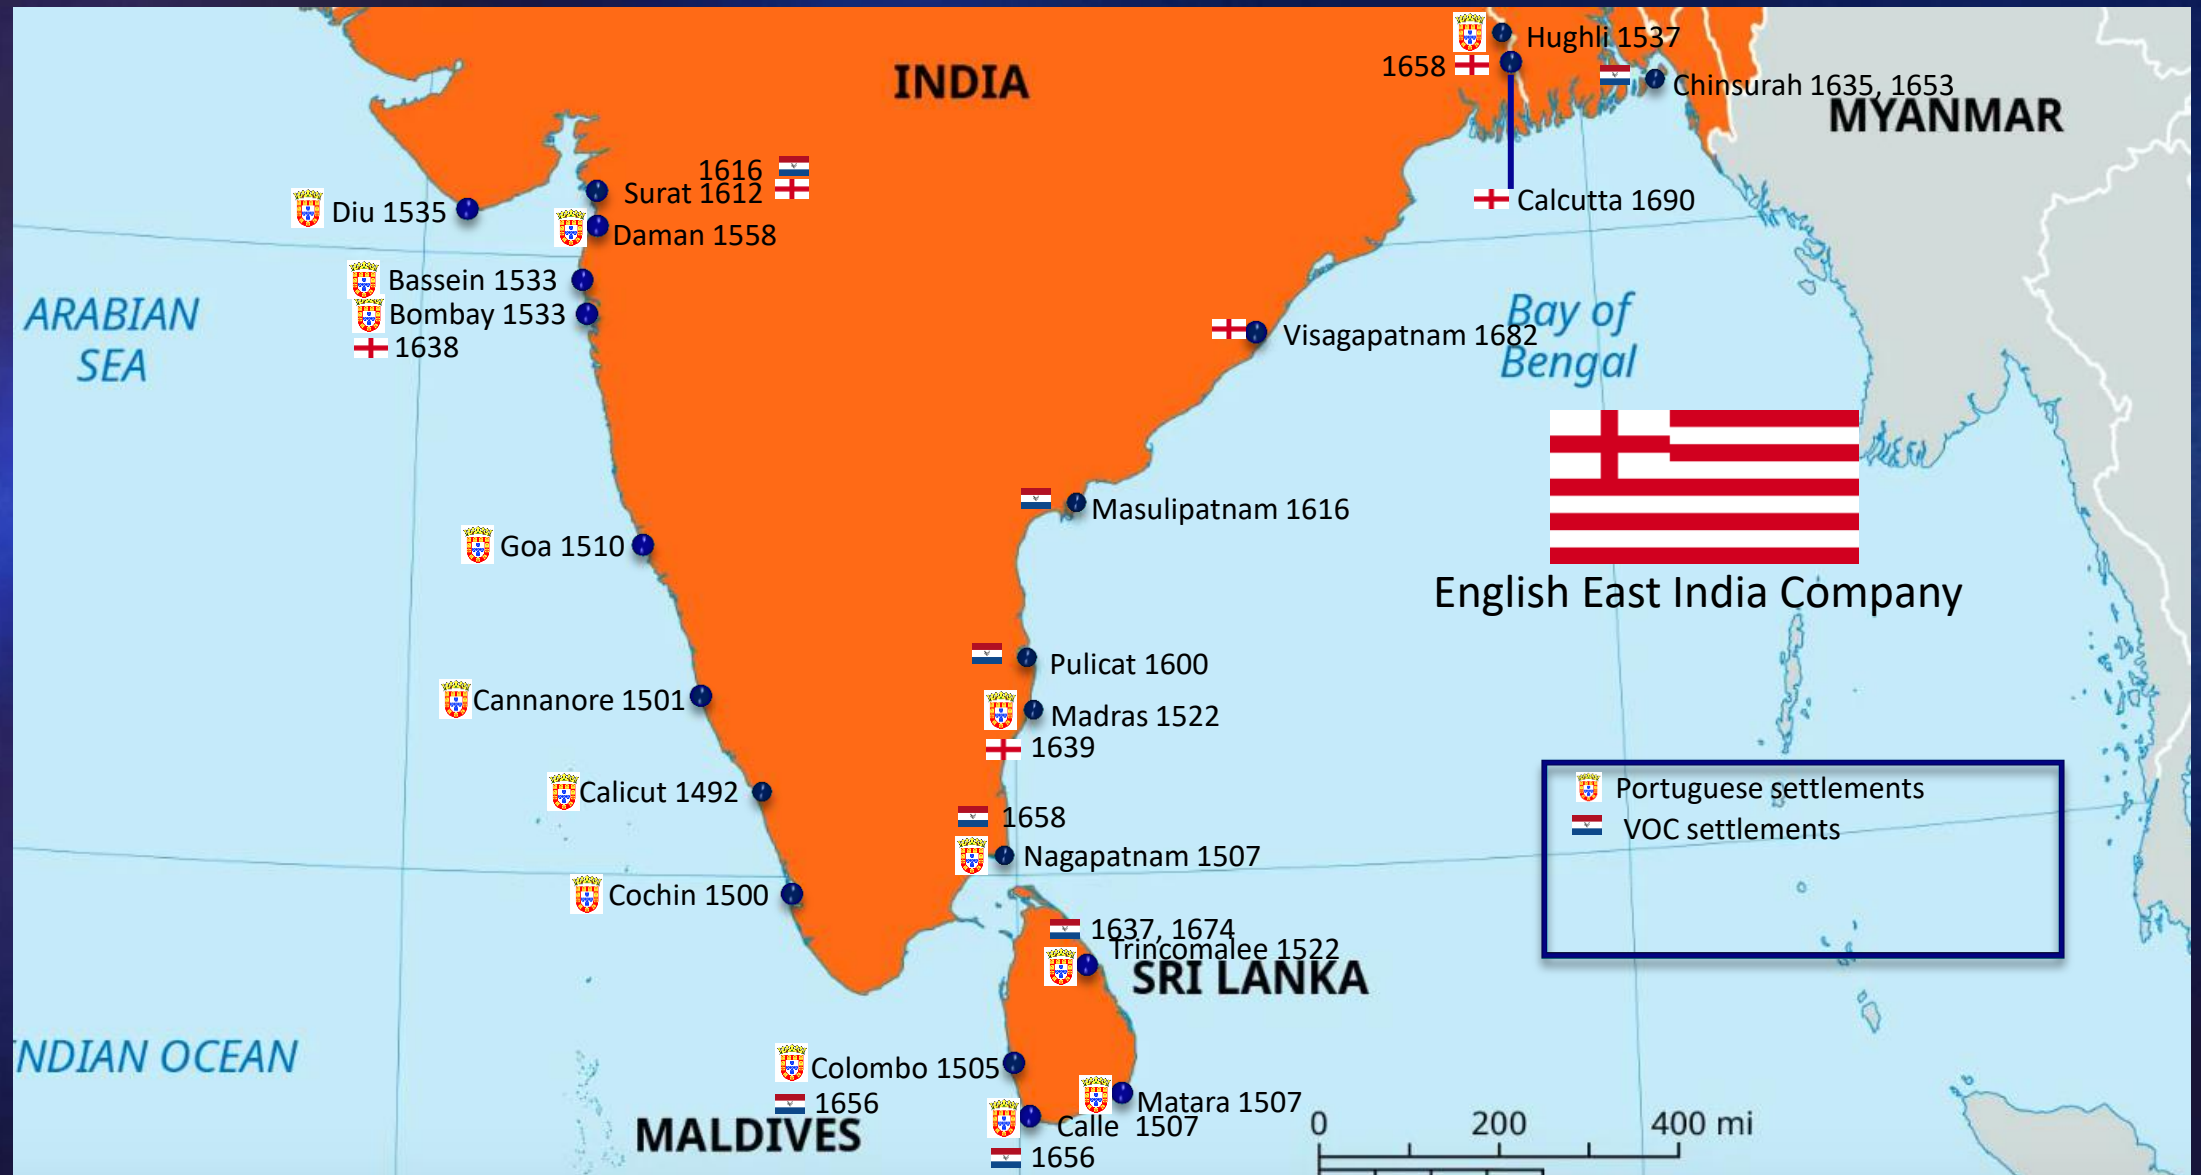 Hughli 1537
INDIA
1658
Chinsurah 1635, 1653
MYANMAR
1616
Surat 1612
Calcutta 1690
Diu 1535
Daman 1558
Bassein 1533
ARABIAN
SEA
Bombay 1533
1638
Bay of
Bengal
Visagapatnam 1682
Masulipatnam 1616
Goa 1510
English East India Company
Pulicat 1600
Cannanore 1501
Madras 1522
1639
Calicut 1492
Portuguese settlements
VOC settlements
1658
Nagapatnam 1507
Cochin 1500
1637, 1674
Trincomalee 1522
SRI LANKA
NDIAN OCEAN
Colombo 1505
1656
MALDIVES
Matara 1507
Calle 1507
1656
0 200 400 mi